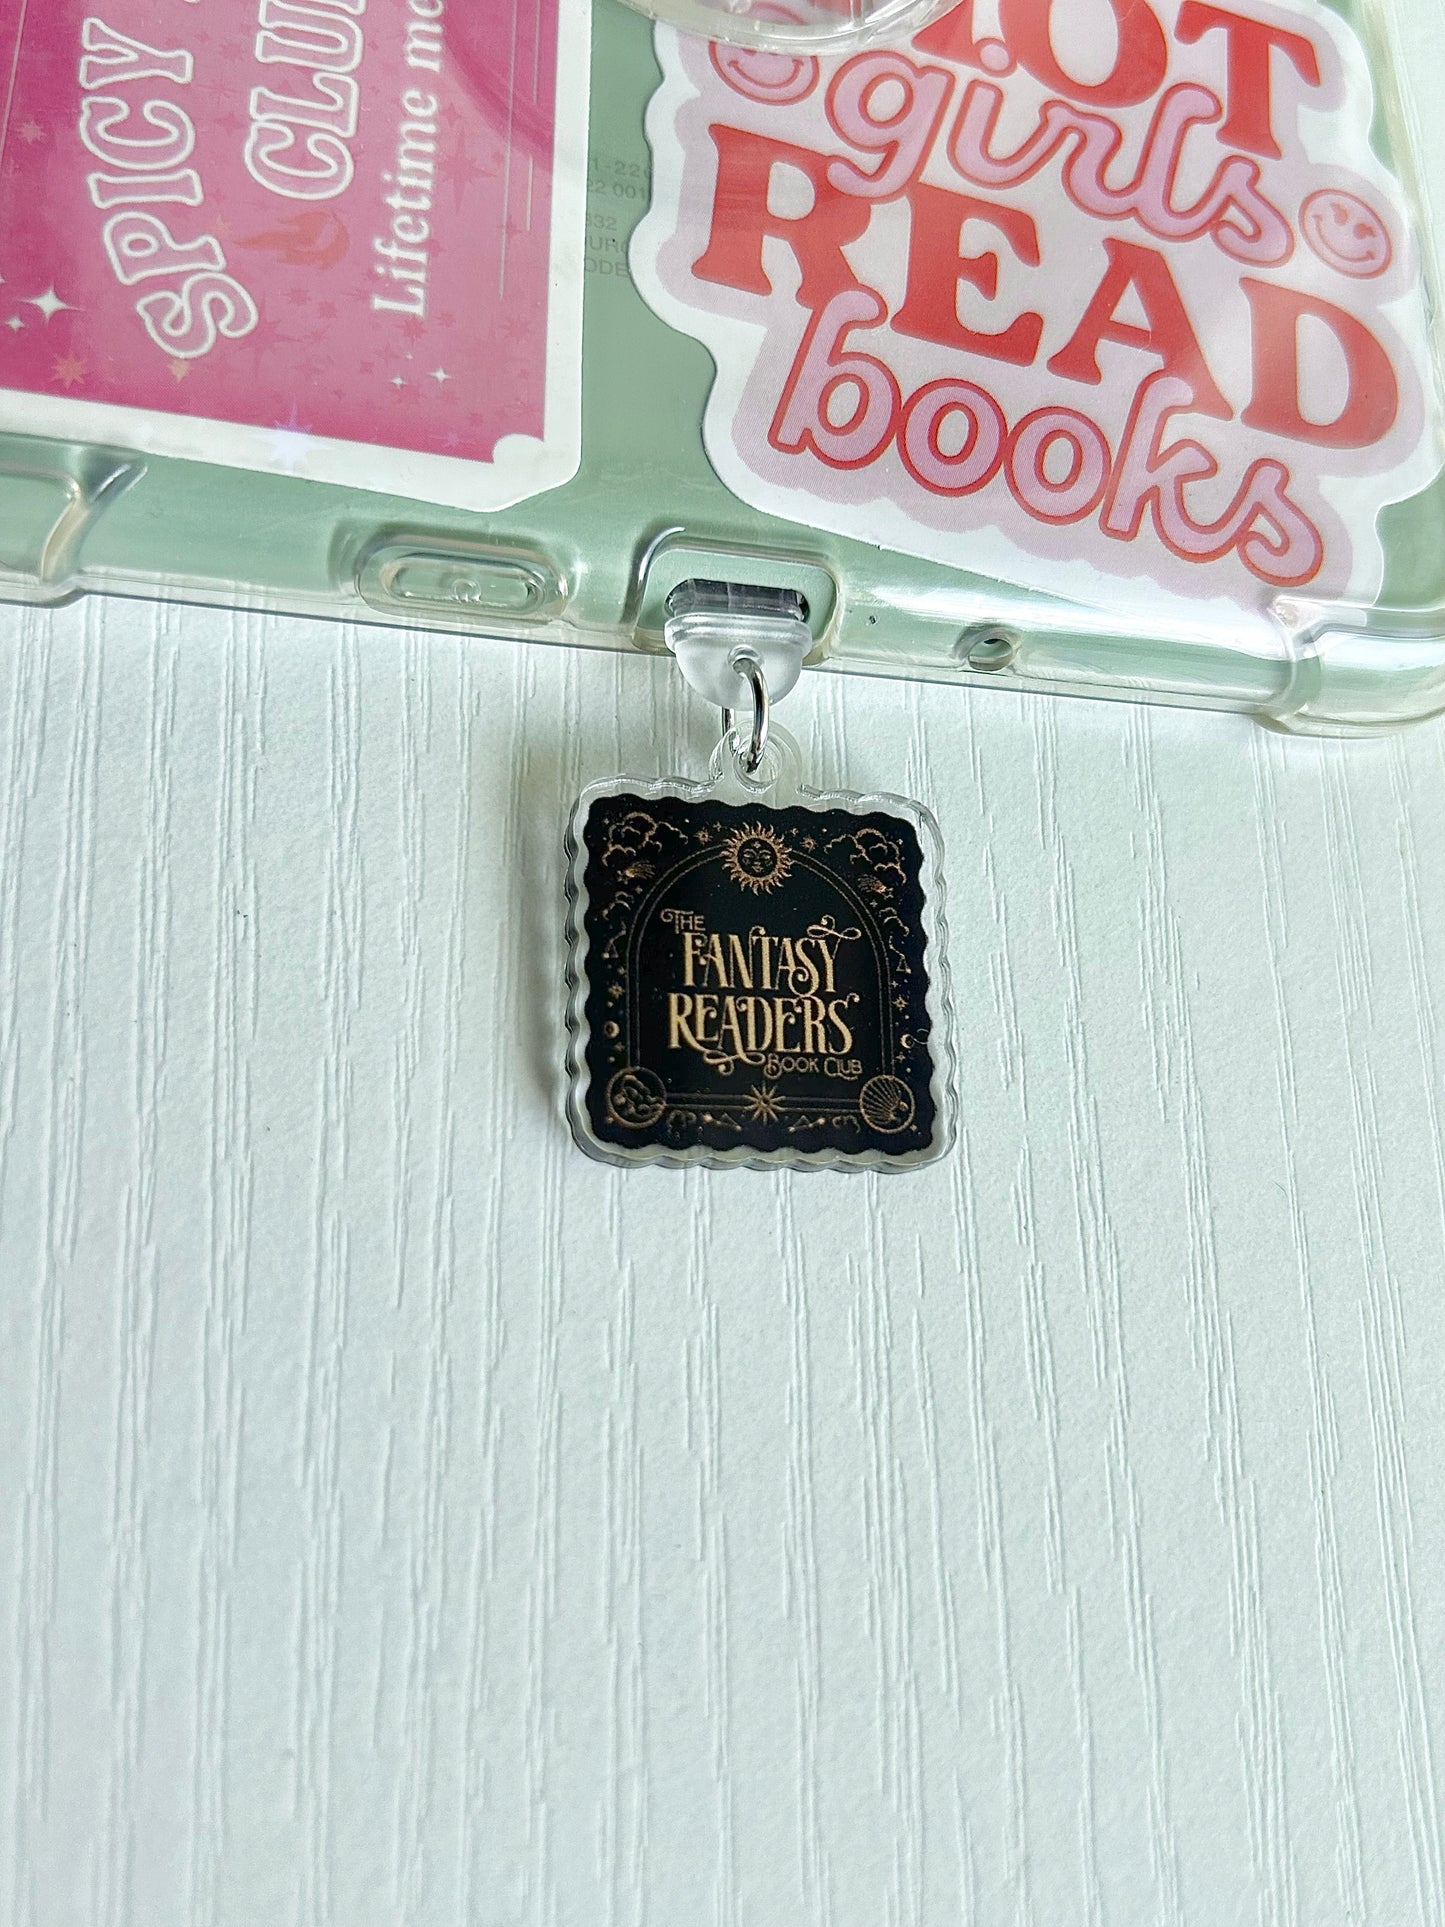 SPICY
CLU
Lifetime me
HOT
girls
READ
books
THE
FANTASY
READERS
BOOK CLUB